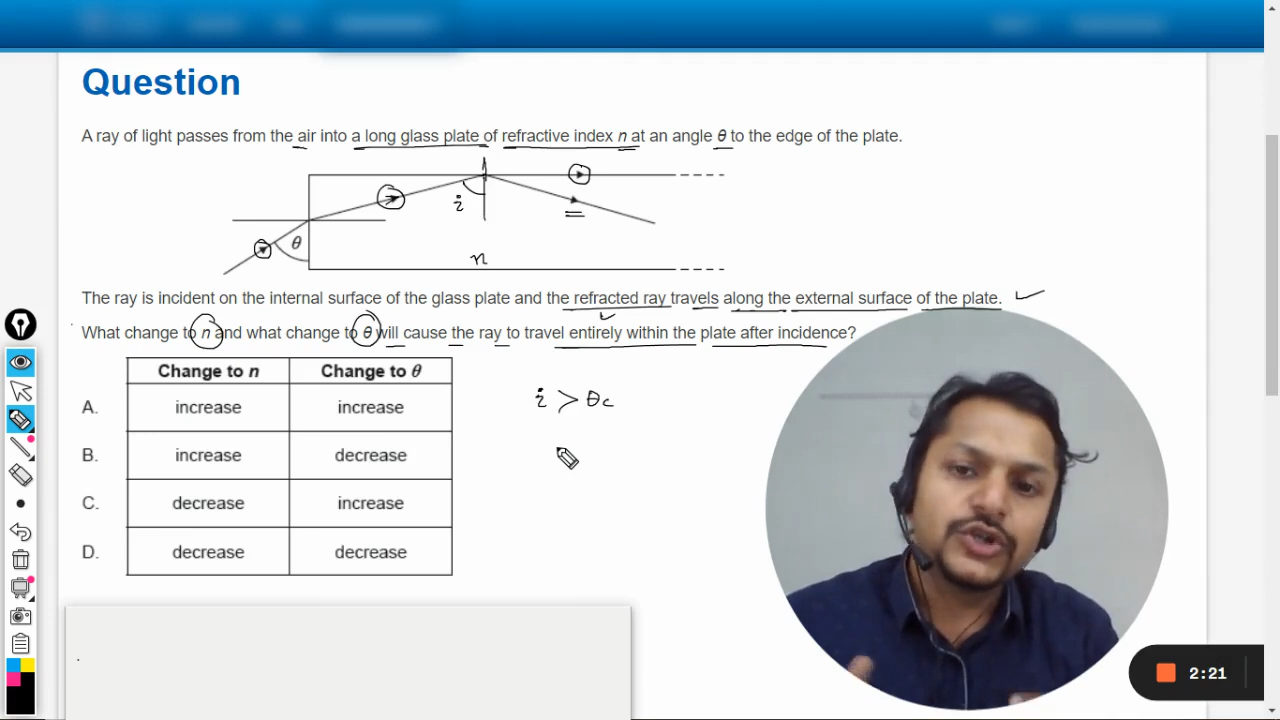 Question
A ray of light passes from the air into a long glass plate of refractive index n at an angle θ to the edge of the plate.
i
θ
n
The ray is incident on the internal surface of the glass plate and the refracted ray travels along the external surface of the plate.
What change to n and what change to θ will cause the ray to travel entirely within the plate after incidence?
Change to n Change to θ
A. increase increase
i > θc
B. increase decrease
C. decrease increase
D. decrease decrease
2:21